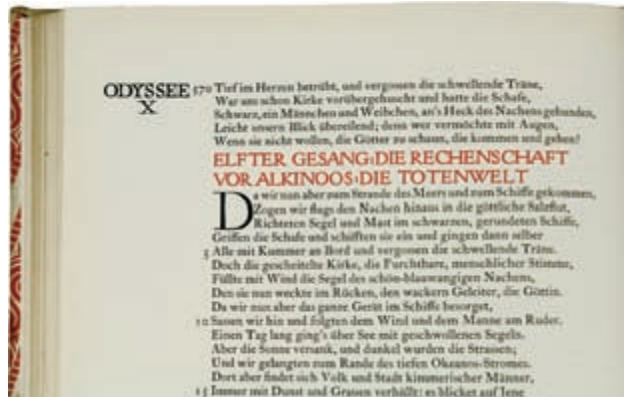 ODYSSEE
X
570 Tief im Herzen betrübt, und vergossen die schwellende Träne,
War uns schon Kirke vorübergehuscht und hatte die Schafe,
Schwarz, ein Männchen und Weibchen, an's Heck des Nachens gebunden,
Leicht unsern Blick übereilend; denn wer vermöchte mit Augen,
Wenn sie nicht wollen, die Götter zu schaun, die kommen und gehen?
ELFTER GESANG: DIE RECHENSCHAFT
VOR ALKINOOS: DIE TOTENWELT
Da wir nun aber zum Strande des Meers und zum Schiffe gekommen,
Zogen wir flugs den Nachen hinaus in die göttliche Salzflut,
Richteten Segel und Mast im schwarzen, gerundeten Schiffe,
Griffen die Schafe und schifften sie ein und gingen dann selber
5 Alle mit Kummer an Bord und vergossen die schwellende Träne.
Doch die gescheitelte Kirke, die Furchtbare, menschlicher Stimme,
Füllte mit Wind die Segel des schön-blauwangigen Nachens,
Den sie nun weckte im Rücken, den wackern Geleiter, die Göttin.
Da wir nun aber das ganze Gerät im Schiffe besorget,
10 Sassen wir hin und folgten dem Wind und dem Manne am Ruder.
Einen Tag lang ging's über See mit geschwollenen Segeln.
Aber die Sonne versank, und dunkel wurden die Strassen;
Und wir gelangten zum Rande des tiefen Okeanos-Stromes.
Dort aber findet sich Volk und Stadt kimmerischer Männer,
15 Immer mit Dunst und Grauen verhüllt: es blicket auf Jene